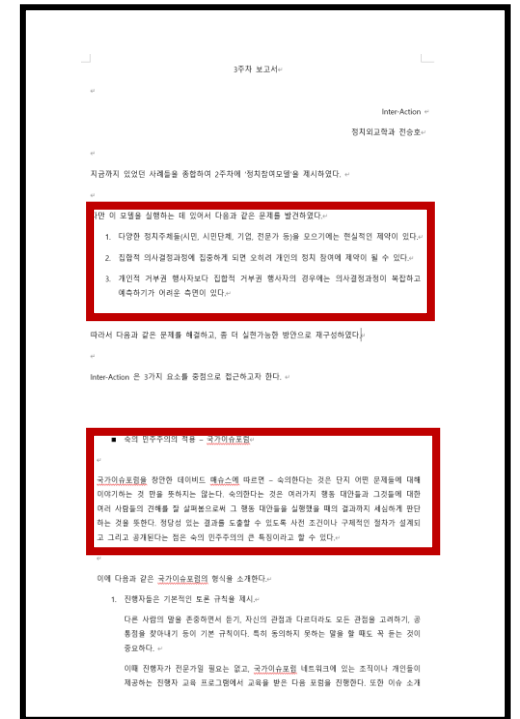 3주차 보고서
Inter-Action
정치외교학과 전승호
지금까지 있었던 사례들을 종합하여 2주차에 '정치참여모델'을 제시하였다.
다만 이 모델을 실행하는 데 있어서 다음과 같은 문제를 발견하였다.
1. 다양한 정치주체들(시민, 시민단체, 기업, 전문가 등)을 모으기에는 현실적인 제약이 있다.
2. 집합적 의사결정과정에 집중하게 되면 오히려 개인의 정치 참여에 제약이 될 수 있다.
3. 개인적 거부권 행사자보다 집합적 거부권 행사자의 경우에는 의사결정과정이 복잡하고
예측하기가 어려운 측면이 있다.
따라서 다음과 같은 문제를 해결하고, 좀 더 실현가능한 방안으로 재구성하였다.
Inter-Action 은 3가지 요소를 중점으로 접근하고자 한다.
■ 숙의 민주주의의 적용 – 국가이슈포럼
국가이슈포럼을 창안한 데이비드 매슈스에 따르면 – 숙의한다는 것은 단지 어떤 문제들에 대해
이야기하는 것 만을 뜻하지는 않는다. 숙의한다는 것은 여러가지 행동 대안들과 그것들에 대한
여러 사람들의 견해를 잘 살펴봄으로써 그 행동 대안들을 실행했을 때의 결과까지 세심하게 판단
하는 것을 뜻한다. 정당성 있는 결과를 도출할 수 있도록 사전 조건이나 구체적인 절차가 설계되
고 그리고 공개된다는 점은 숙의 민주주의의 큰 특징이라고 할 수 있다.
이에 다음과 같은 국가이슈포럼의 형식을 소개한다.
1. 진행자들은 기본적인 토론 규칙을 제시.
다른 사람의 말을 존중하면서 듣기, 자신의 관점과 다르더라도 모든 관점을 고려하기, 공
통점을 찾아내기 등이 기본 규칙이다. 특히 동의하지 못하는 말을 할 때도 꼭 듣는 것이
중요하다.
이때 진행자가 전문가일 필요는 없고, 국가이슈포럼 네트워크에 있는 조직이나 개인들이
제공하는 진행자 교육 프로그램에서 교육을 받은 다음 포럼을 진행한다. 또한 이슈 소개